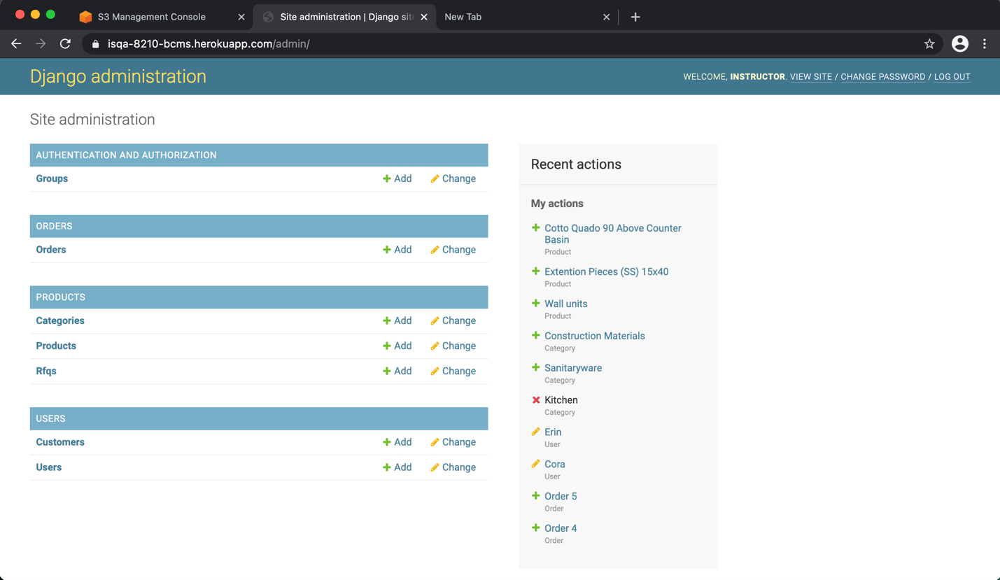 S3 Management Console
Site administration | Django site
New Tab
isqa-8210-bcms.herokuapp.com/admin/
Django administration
WELCOME, INSTRUCTOR. VIEW SITE / CHANGE PASSWORD / LOG OUT
Site administration
AUTHENTICATION AND AUTHORIZATION
Groups Add Change
ORDERS
Orders Add Change
PRODUCTS
Categories Add Change
Products Add Change
Rfqs Add Change
USERS
Customers Add Change
Users Add Change
Recent actions
My actions
Cotto Quado 90 Above Counter
Basin
Product
Extention Pieces (SS) 15x40
Product
Wall units
Product
Construction Materials
Category
Sanitaryware
Category
Kitchen
Category
Erin
User
Cora
User
Order 5
Order
Order 4
Order